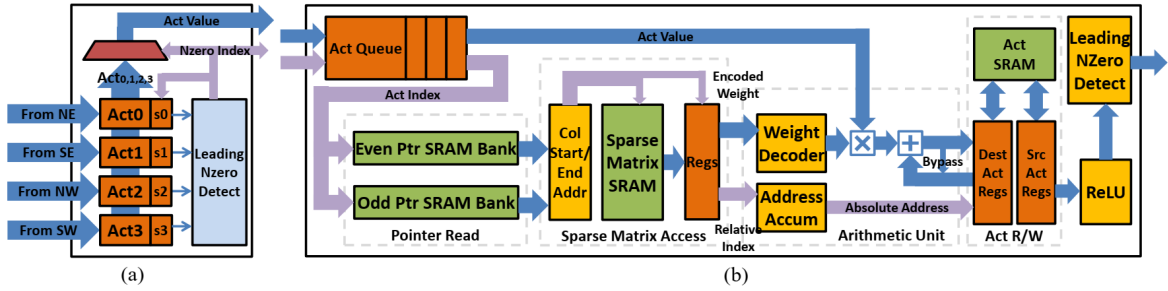 Act Value
Nzero Index
Act0,1,2,3
From NE
Act0
s0
From SE
Act1
s1
Leading
Nzero
Detect
From NW
Act2
s2
From SW
Act3
s3
(a)
Act Queue
Act Value
Act Index
Even Ptr SRAM Bank
Odd Ptr SRAM Bank
Pointer Read
Col
Start/
End
Addr
Sparse
Matrix
SRAM
Regs
Sparse Matrix Access
Encoded
Weight
Relative
Index
Weight
Decoder
Address
Accum
Bypass
Absolute Address
Arithmetic Unit
Act
SRAM
Dest
Act
Regs
Src
Act
Regs
Act R/W
Leading
NZero
Detect
ReLU
(b)